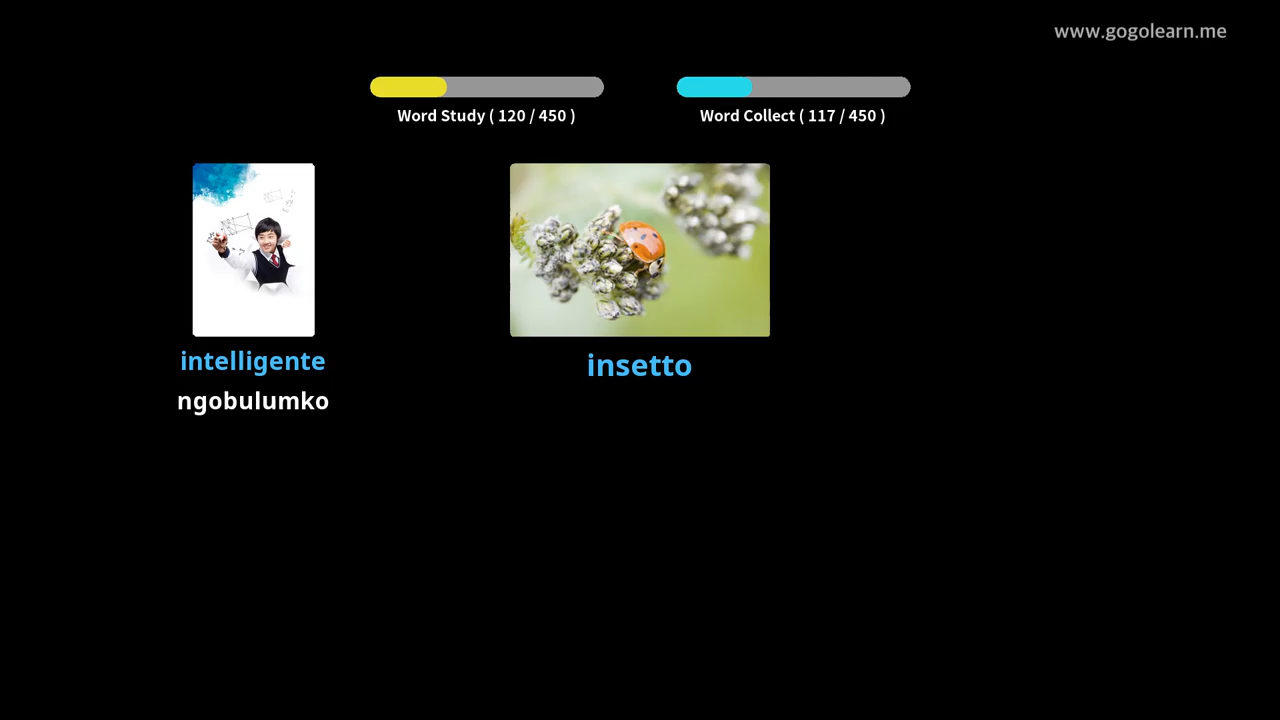 www.gogolearn.me
Word Study ( 120 / 450 )
Word Collect ( 117 / 450 )
intelligente
ngobulumko
insetto